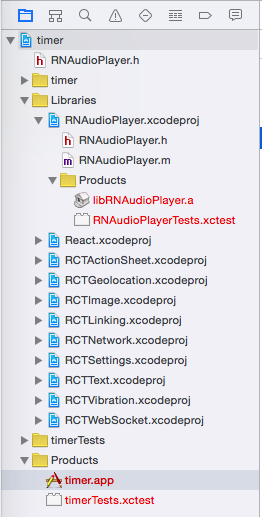 timer
RNAudioPlayer.h
timer
Libraries
RNAudioPlayer.xcodeproj
RNAudioPlayer.h
RNAudioPlayer.m
Products
libRNAudioPlayer.a
RNAudioPlayerTests.xctest
React.xcodeproj
RCTActionSheet.xcodeproj
RCTGeolocation.xcodeproj
RCTImage.xcodeproj
RCTLinking.xcodeproj
RCTNetwork.xcodeproj
RCTSettings.xcodeproj
RCTText.xcodeproj
RCTVibration.xcodeproj
RCTWebSocket.xcodeproj
timerTests
Products
timer.app
timerTests.xctest